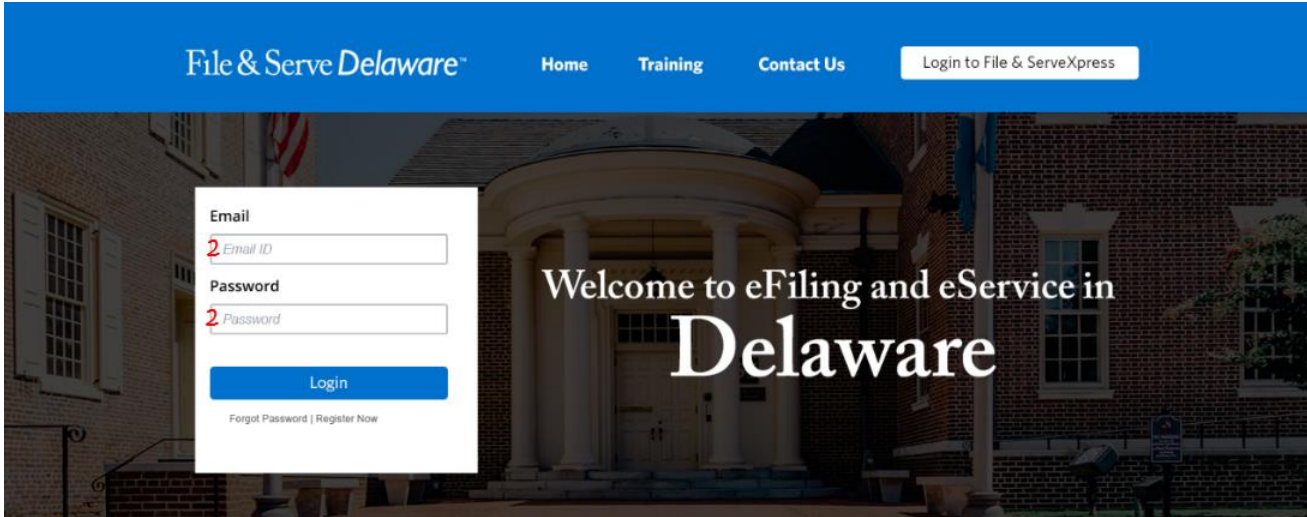 File & Serve Delaware™
Home Training Contact Us Login to File & ServeXpress
Email
2 Email ID
Password
2 Password
Login
Forgot Password | Register Now
Welcome to eFiling and eService in
Delaware